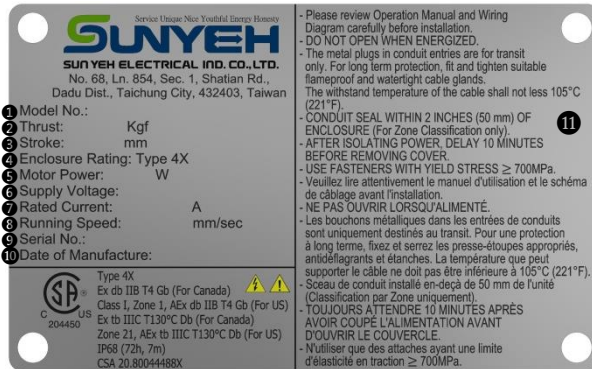 Service Unique Nice Youthful Energy Honesty
SUNYEH
SUN YEH ELECTRICAL IND. CO., LTD.
No. 68, Ln. 854, Sec. 1, Shatian Rd.,
Dadu Dist., Taichung City, 432403, Taiwan
1 Model No.:
2 Thrust: Kgf
3 Stroke: mm
4 Enclosure Rating: Type 4X
5 Motor Power: W
6 Supply Voltage:
7 Rated Current: A
8 Running Speed: mm/sec
9 Serial No.:
10 Date of Manufacture:
SA
®
C US
204450
Type 4X
Ex db IIB T4 Gb (For Canada)
Class I, Zone 1, AEx db IIB T4 Gb (For US)
Ex tb IIIC T130°C Db (For Canada)
Zone 21, AEx tb IIIC T130°C Db (For US)
IP68 (72h, 7m)
CSA 20.80044488X
- Please review Operation Manual and Wiring
Diagram carefully before installation.
- DO NOT OPEN WHEN ENERGIZED.
- The metal plugs in conduit entries are for transit
only. For long term protection, fit and tighten suitable
flameproof and watertight cable glands.
The withstand temperature of the cable shall not less 105°C
(221°F).
- CONDUIT SEAL WITHIN 2 INCHES (50 mm) OF
ENCLOSURE (For Zone Classification only).
11
- AFTER ISOLATING POWER, DELAY 10 MINUTES
BEFORE REMOVING COVER.
- USE FASTENERS WITH YIELD STRESS ≥ 700MPa.
- Veuillez lire attentivement le manuel d'utilisation et le schéma
de câblage avant l'installation.
- NE PAS OUVRIR LORSQU'ALIMENTÉ.
- Les bouchons métalliques dans les entrées de conduits
sont uniquement destinés au transit. Pour une protection
à long terme, fixez et serrez les presse-étoupes appropriés,
antidéflagrants et étanches. La température que peut
supporter le câble ne doit pas être inférieure à 105°C (221°F).
- Sceau de conduit installé en-deçà de 50 mm de l'unité
(Classification par Zone uniquement).
- TOUJOURS ATTENDRE 10 MINUTES APRÈS
AVOIR COUPÉ L'ALIMENTATION AVANT
D'OUVRIR LE COUVERCLE.
- N'utiliser que des attaches ayant une limite
d'élasticité en traction ≥ 700MPa.